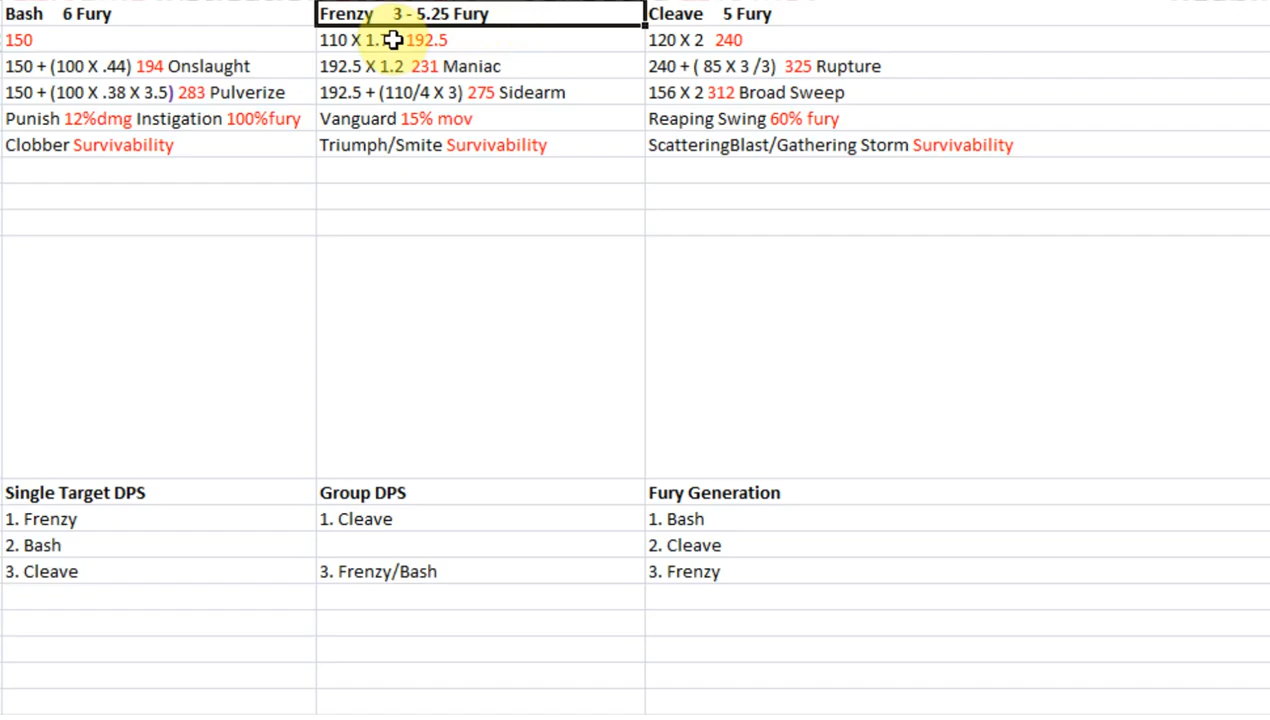 Bash 6 Fury
Frenzy 3 - 5.25 Fury
Cleave 5 Fury
150
110 X 192.5
120 X 2 240
150 + (100 X .44) 194 Onslaught
192.5 X 1.2 231 Maniac
240 + ( 85 X 3 /3) 325 Rupture
150 + (100 X .38 X 3.5) 283 Pulverize
192.5 + (110/4 X 3) 275 Sidearm
156 X 2 312 Broad Sweep
Punish 12%dmg Instigation 100%fury
Vanguard 15% mov
Reaping Swing 60% fury
Clobber Survivability
Triumph/Smite Survivability
ScatteringBlast/Gathering Storm Survivability
Single Target DPS
Group DPS
Fury Generation
1. Frenzy
1. Cleave
1. Bash
2. Bash
2. Cleave
3. Cleave
3. Frenzy/Bash
3. Frenzy